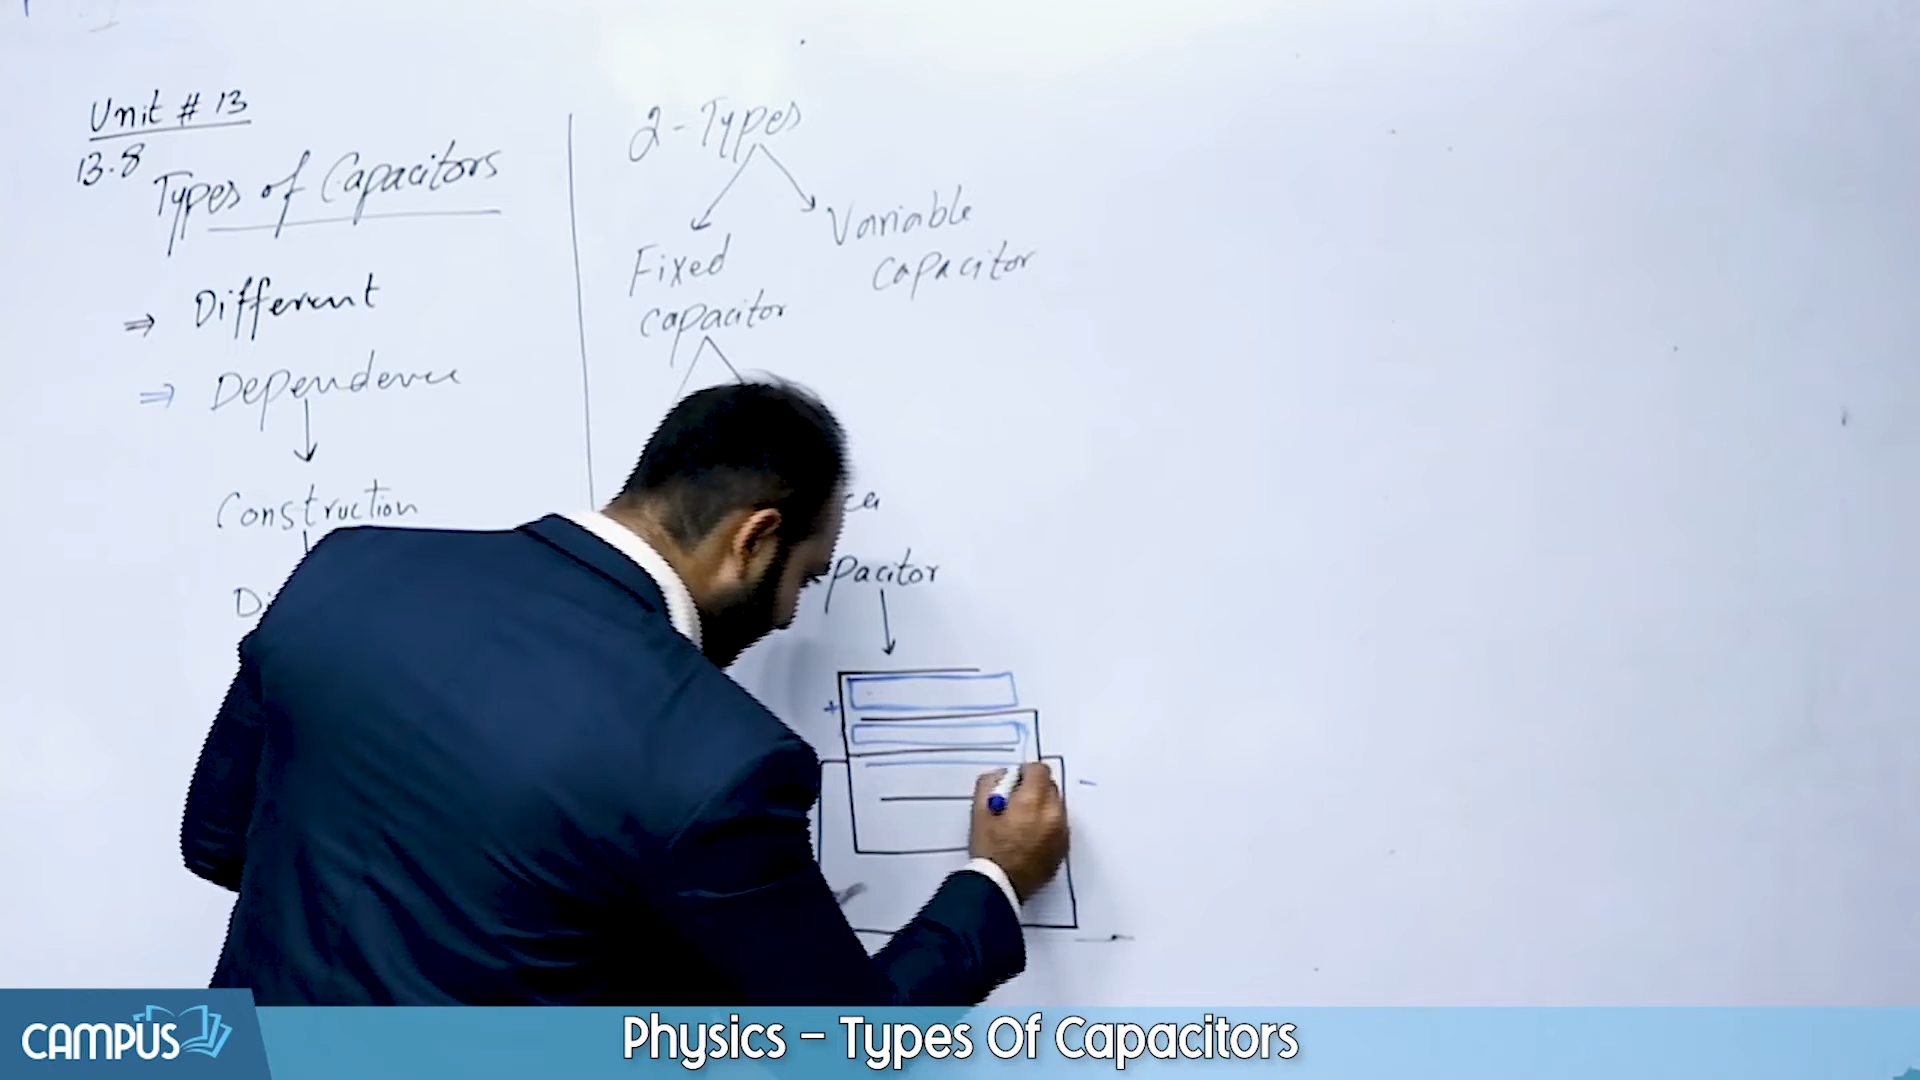 Unit # 13
13.8
Types of Capacitors
⇒ Different
⇒ Dependence
Construction
2-Types
Fixed
capacitor
Variable
capacitor
+
-
CAMPUS
Physics – Types Of Capacitors